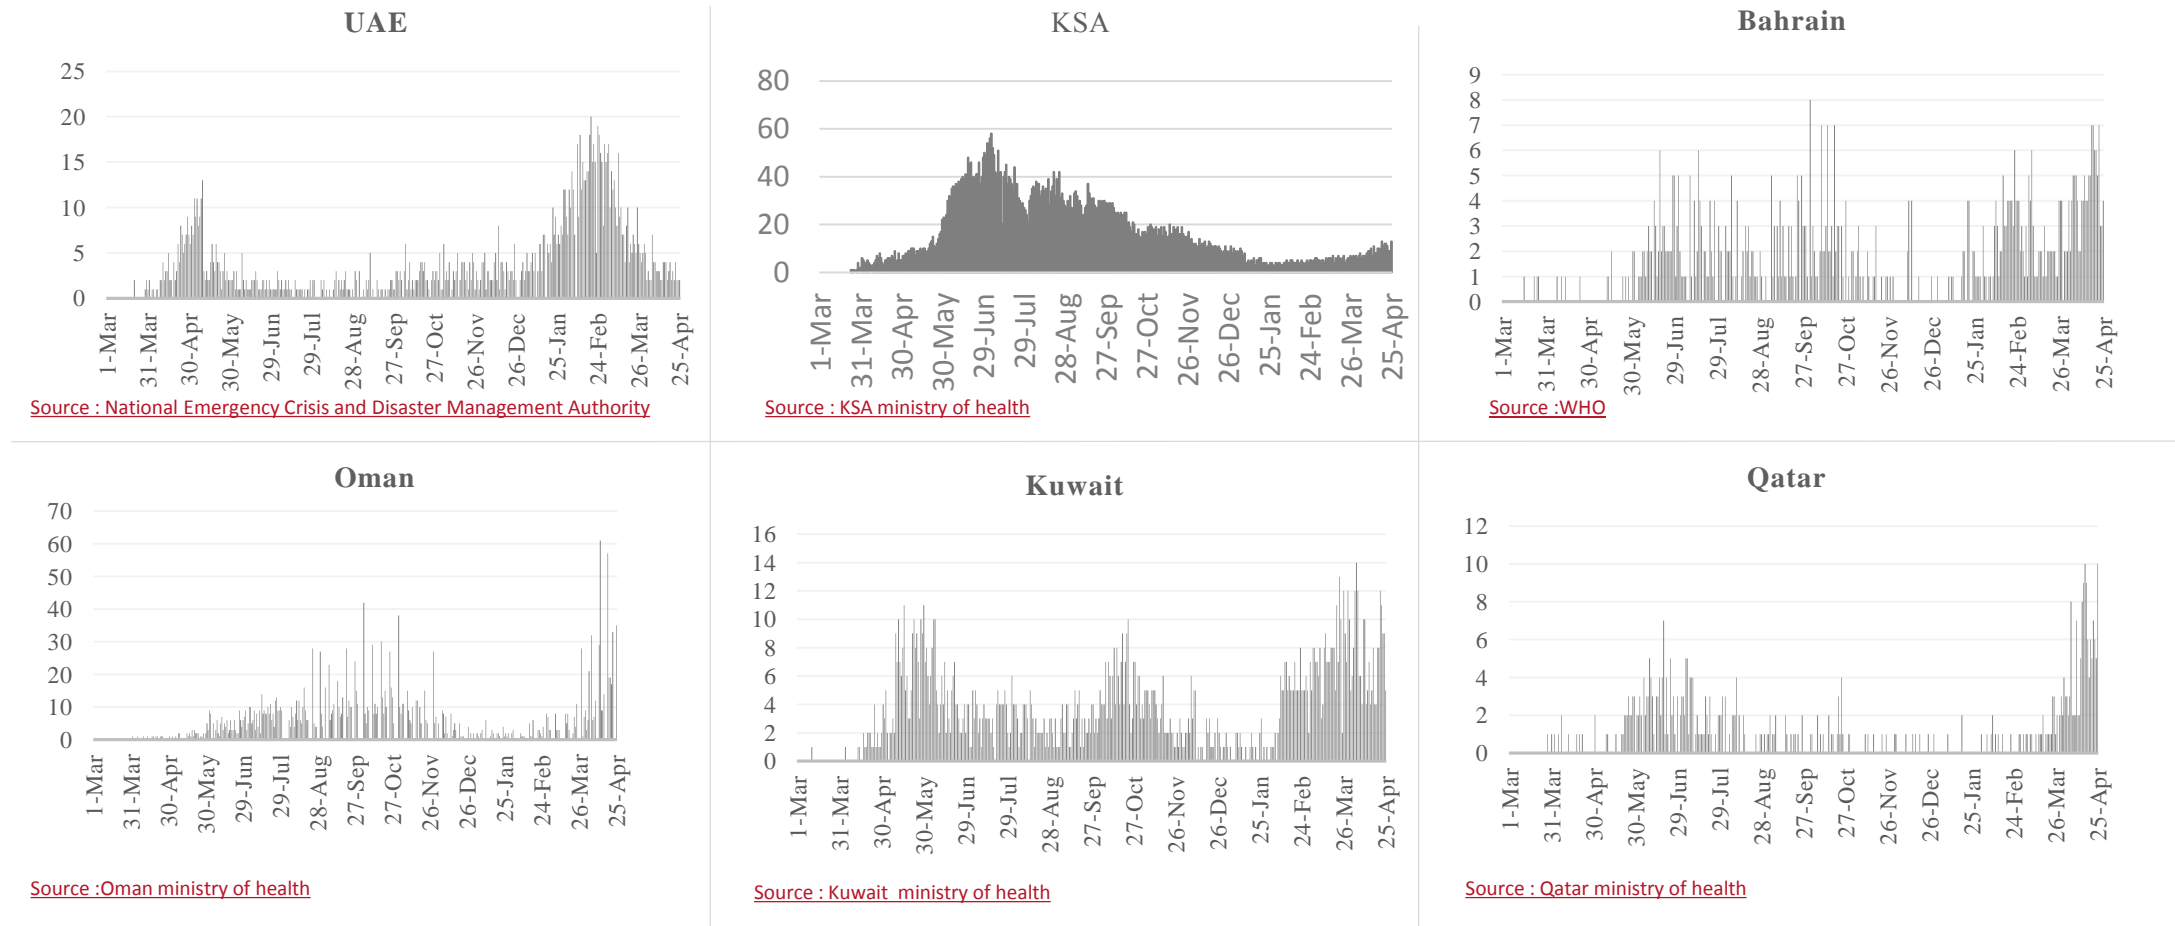 UAE
25
20
15
10
5
0
1-Mar
31-Mar
30-Apr
30-May
29-Jun
29-Jul
28-Aug
27-Sep
27-Oct
26-Nov
26-Dec
25-Jan
24-Feb
26-Mar
25-Apr
Source : National Emergency Crisis and Disaster Management Authority
KSA
80
60
40
20
0
1-Mar
31-Mar
30-Apr
30-May
29-Jun
29-Jul
28-Aug
27-Sep
27-Oct
26-Nov
26-Dec
25-Jan
24-Feb
26-Mar
25-Apr
Source : KSA ministry of health
Bahrain
9
8
7
6
5
4
3
2
1
0
1-Mar
31-Mar
30-Apr
30-May
29-Jun
29-Jul
28-Aug
27-Sep
27-Oct
26-Nov
26-Dec
25-Jan
24-Feb
26-Mar
25-Apr
Source :WHO
Oman
70
60
50
40
30
20
10
0
1-Mar
31-Mar
30-Apr
30-May
29-Jun
29-Jul
28-Aug
27-Sep
27-Oct
26-Nov
26-Dec
25-Jan
24-Feb
26-Mar
25-Apr
Source :Oman ministry of health
Kuwait
16
14
12
10
8
6
4
2
0
1-Mar
31-Mar
30-Apr
30-May
29-Jun
29-Jul
28-Aug
27-Sep
27-Oct
26-Nov
26-Dec
25-Jan
24-Feb
26-Mar
25-Apr
Source : Kuwait  ministry of health
Qatar
12
10
8
6
4
2
0
1-Mar
31-Mar
30-Apr
30-May
29-Jun
29-Jul
28-Aug
27-Sep
27-Oct
26-Nov
26-Dec
25-Jan
24-Feb
26-Mar
25-Apr
Source : Qatar ministry of health